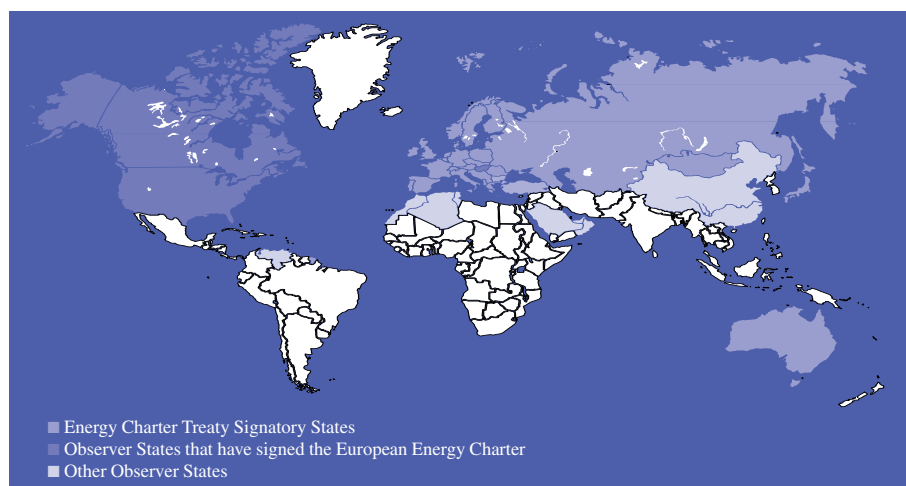 Energy Charter Treaty Signatory States
Observer States that have signed the European Energy Charter
Other Observer States